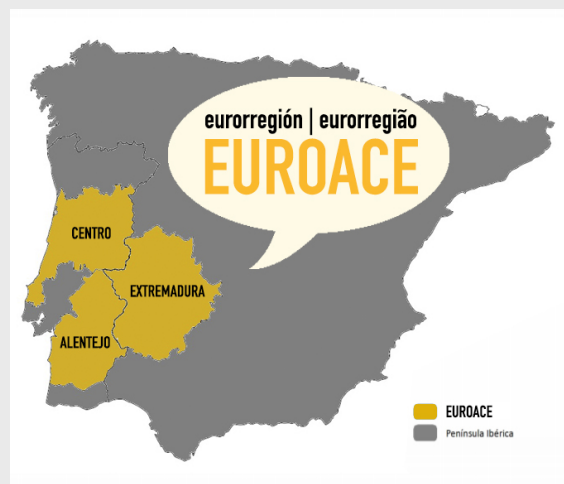 eurorregión | eurorregião
EUROACE
CENTRO
EXTREMADURA
ALENTEJO
EUROACE
Península Ibérica